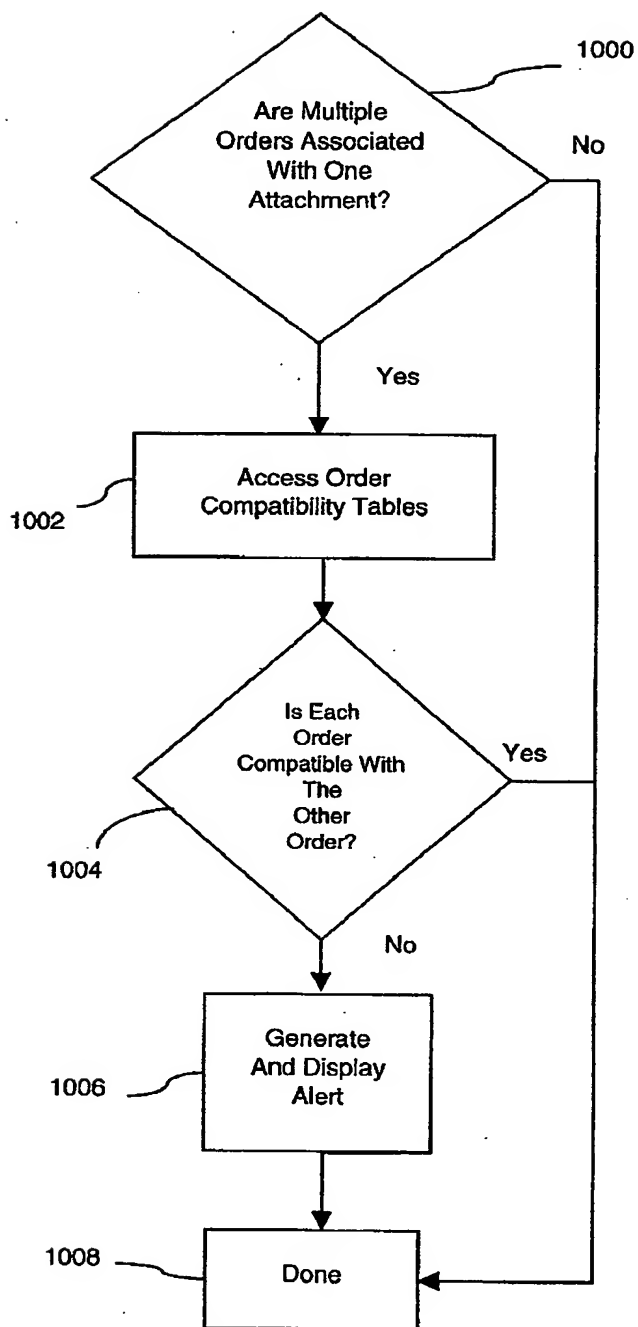 1000
Are Multiple
Orders Associated
With One
Attachment?
No
Yes
Access Order
Compatibility Tables
1002
Is Each
Order
Compatible With
The
Other
Order?
Yes
1004
No
Generate
And Display
Alert
1006
1008
Done